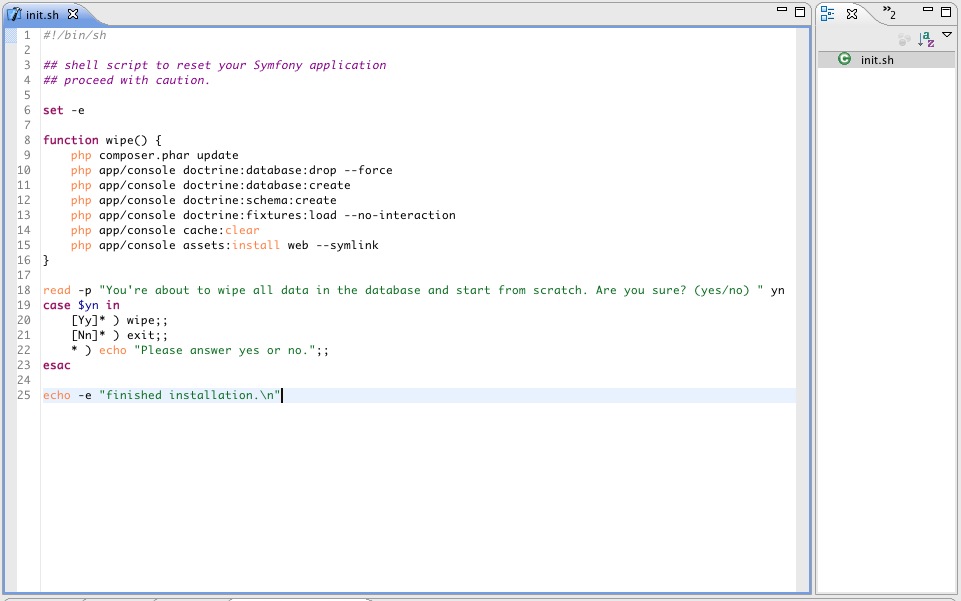 init.sh
1 #!/bin/sh
2
3 ## shell script to reset your Symfony application
4 ## proceed with caution.
5
6 set -e
7
8 function wipe() {
9     php composer.phar update
10     php app/console doctrine:database:drop --force
11     php app/console doctrine:database:create
12     php app/console doctrine:schema:create
13     php app/console doctrine:fixtures:load --no-interaction
14     php app/console cache:clear
15     php app/console assets:install web --symlink
16 }
17
18 read -p "You're about to wipe all data in the database and start from scratch. Are you sure? (yes/no) " yn
19 case $yn in
20     [Yy]* ) wipe;;
21     [Nn]* ) exit;;
22     * ) echo "Please answer yes or no.";;
23 esac
24
25 echo -e "finished installation.\n"
»2
a z
C init.sh